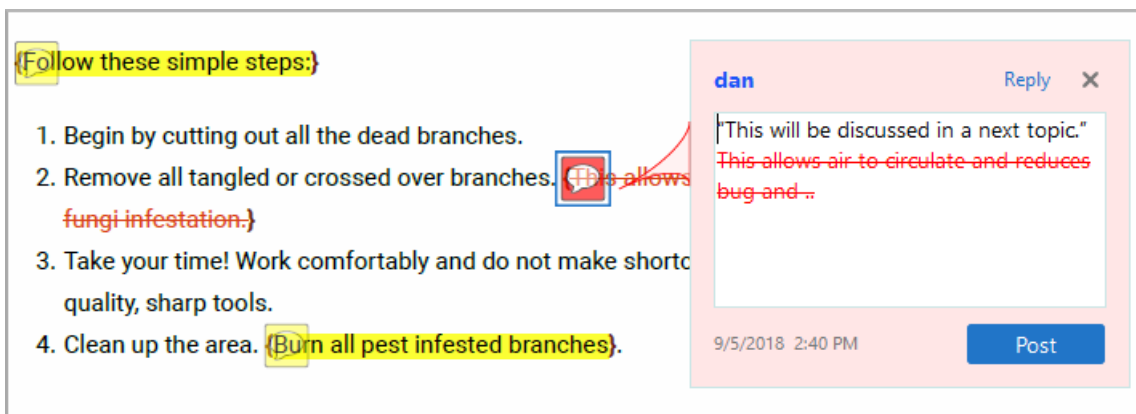 {Follow these simple steps:}
1. Begin by cutting out all the dead branches.
2. Remove all tangled or crossed over branches. {This allows
fungi infestation.}
3. Take your time! Work comfortably and do not make shortc
quality, sharp tools.
4. Clean up the area. {Burn all pest infested branches}.
dan Reply ✕
"This will be discussed in a next topic."
This allows air to circulate and reduces
bug and ..
9/5/2018 2:40 PM Post